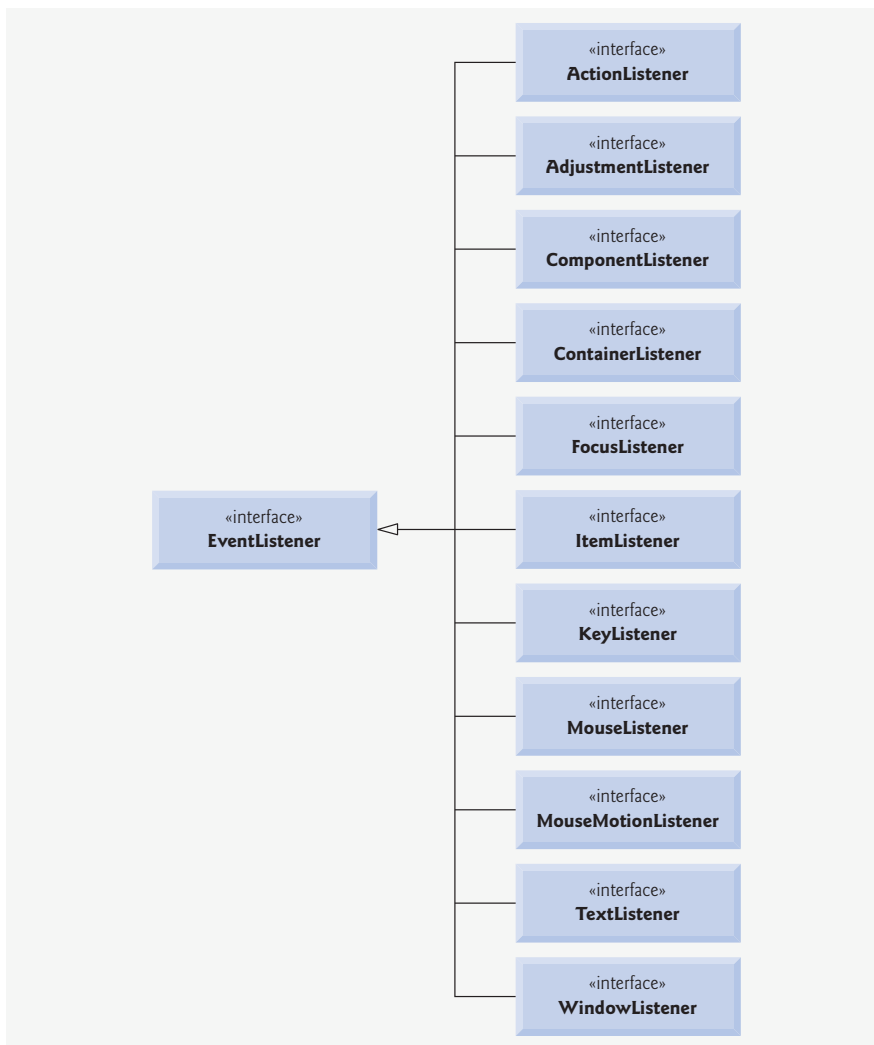 «interface»
ActionListener
«interface»
AdjustmentListener
«interface»
ComponentListener
«interface»
ContainerListener
«interface»
FocusListener
«interface»
EventListener
«interface»
ItemListener
«interface»
KeyListener
«interface»
MouseListener
«interface»
MouseMotionListener
«interface»
TextListener
«interface»
WindowListener